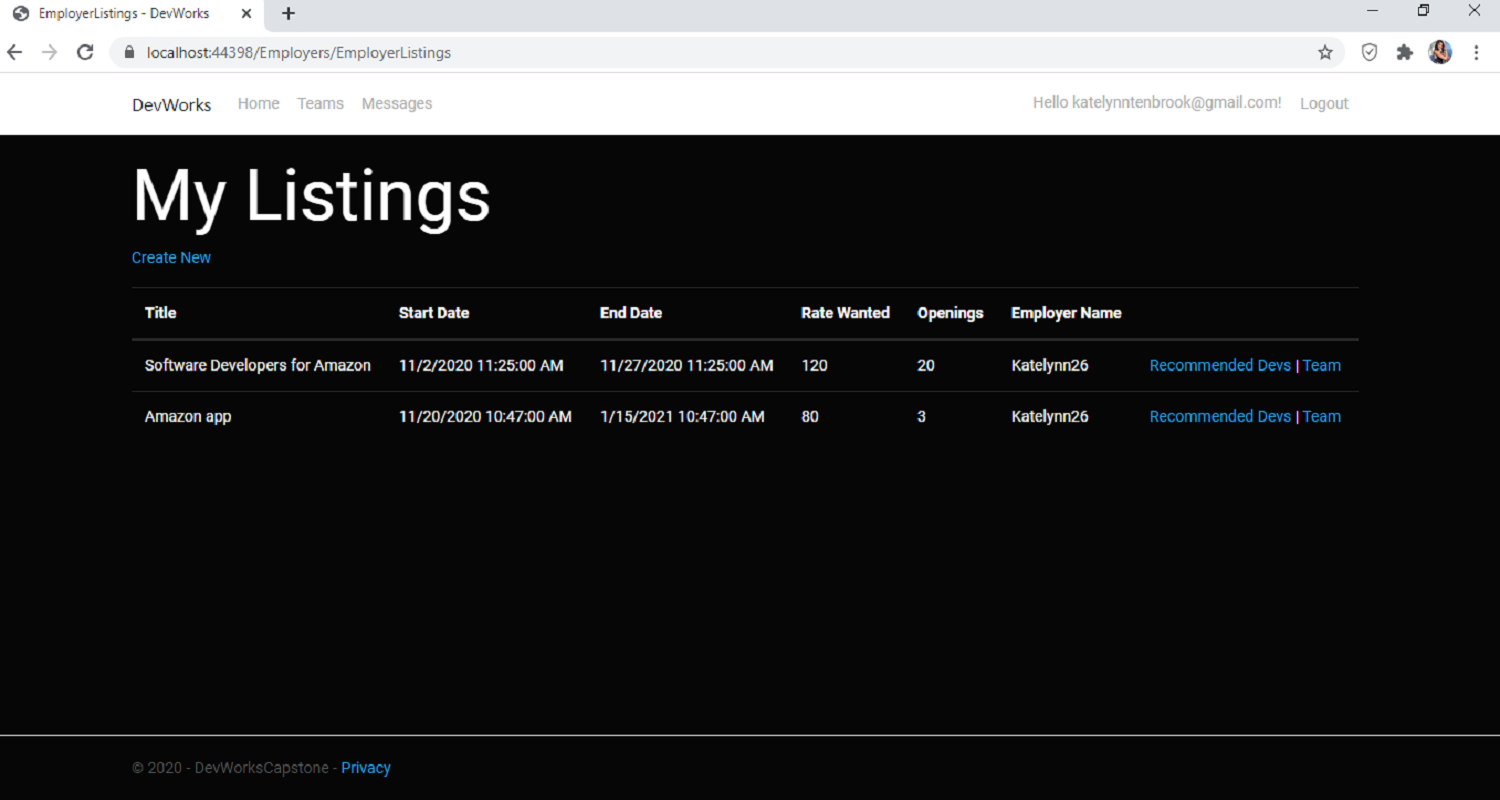 EmployerListings - DevWorks
localhost:44398/Employers/EmployerListings
DevWorks Home Teams Messages Hello katelynntenbrook@gmail.com! Logout
My Listings
Create New
Title Start Date End Date Rate Wanted Openings Employer Name
Software Developers for Amazon 11/2/2020 11:25:00 AM 11/27/2020 11:25:00 AM 120 20 Katelynn26 Recommended Devs | Team
Amazon app 11/20/2020 10:47:00 AM 1/15/2021 10:47:00 AM 80 3 Katelynn26 Recommended Devs | Team
© 2020 - DevWorksCapstone - Privacy